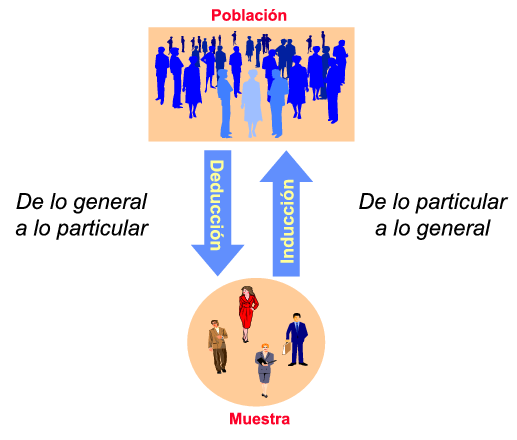 Población
De lo general
a lo particular
Deducción
Inducción
De lo particular
a lo general
Muestra